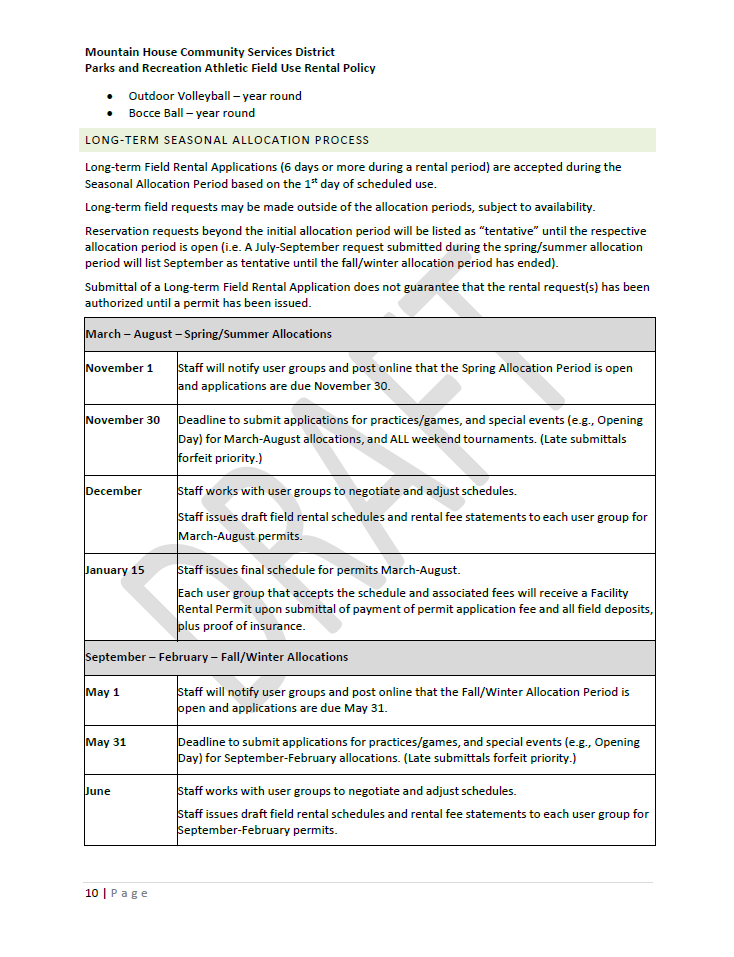 Mountain House Community Services District
Parks and Recreation Athletic Field Use Rental Policy
• Outdoor Volleyball – year round
• Bocce Ball – year round
LONG-TERM SEASONAL ALLOCATION PROCESS
Long-term Field Rental Applications (6 days or more during a rental period) are accepted during the
Seasonal Allocation Period based on the 1st day of scheduled use.
Long-term field requests may be made outside of the allocation periods, subject to availability.
Reservation requests beyond the initial allocation period will be listed as “tentative” until the respective
allocation period is open (i.e. A July-September request submitted during the spring/summer allocation
period will list September as tentative until the fall/winter allocation period has ended).
Submittal of a Long-term Field Rental Application does not guarantee that the rental request(s) has been
authorized until a permit has been issued.
March – August – Spring/Summer Allocations
November 1
Staff will notify user groups and post online that the Spring Allocation Period is open
and applications are due November 30.
November 30
Deadline to submit applications for practices/games, and special events (e.g., Opening
Day) for March-August allocations, and ALL weekend tournaments. (Late submittals
forfeit priority.)
December
Staff works with user groups to negotiate and adjust schedules.
Staff issues draft field rental schedules and rental fee statements to each user group for
March-August permits.
January 15
Staff issues final schedule for permits March-August.
Each user group that accepts the schedule and associated fees will receive a Facility
Rental Permit upon submittal of payment of permit application fee and all field deposits,
plus proof of insurance.
September – February – Fall/Winter Allocations
May 1
Staff will notify user groups and post online that the Fall/Winter Allocation Period is
open and applications are due May 31.
May 31
Deadline to submit applications for practices/games, and special events (e.g., Opening
Day) for September-February allocations. (Late submittals forfeit priority.)
June
Staff works with user groups to negotiate and adjust schedules.
Staff issues draft field rental schedules and rental fee statements to each user group for
September-February permits.
DRAFT
10 | Page